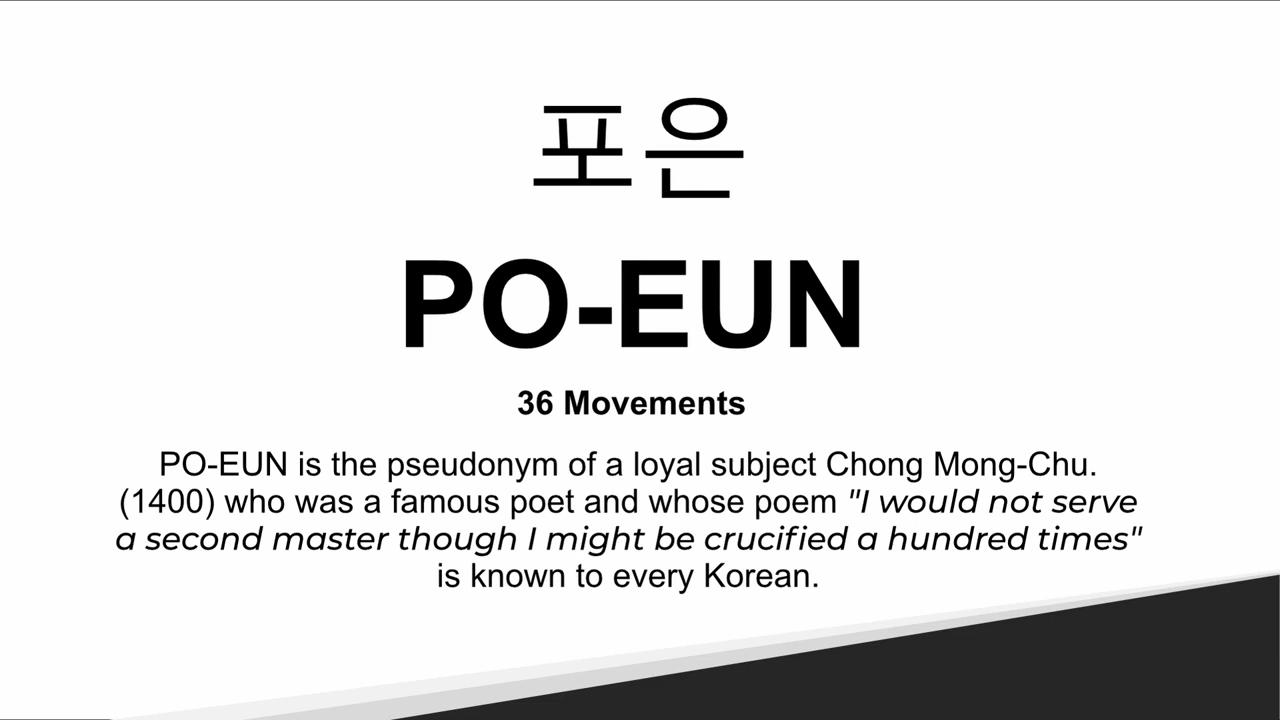 포은
PO-EUN
36 Movements
PO-EUN is the pseudonym of a loyal subject Chong Mong-Chu.
(1400) who was a famous poet and whose poem "I would not serve
a second master though I might be crucified a hundred times"
is known to every Korean.